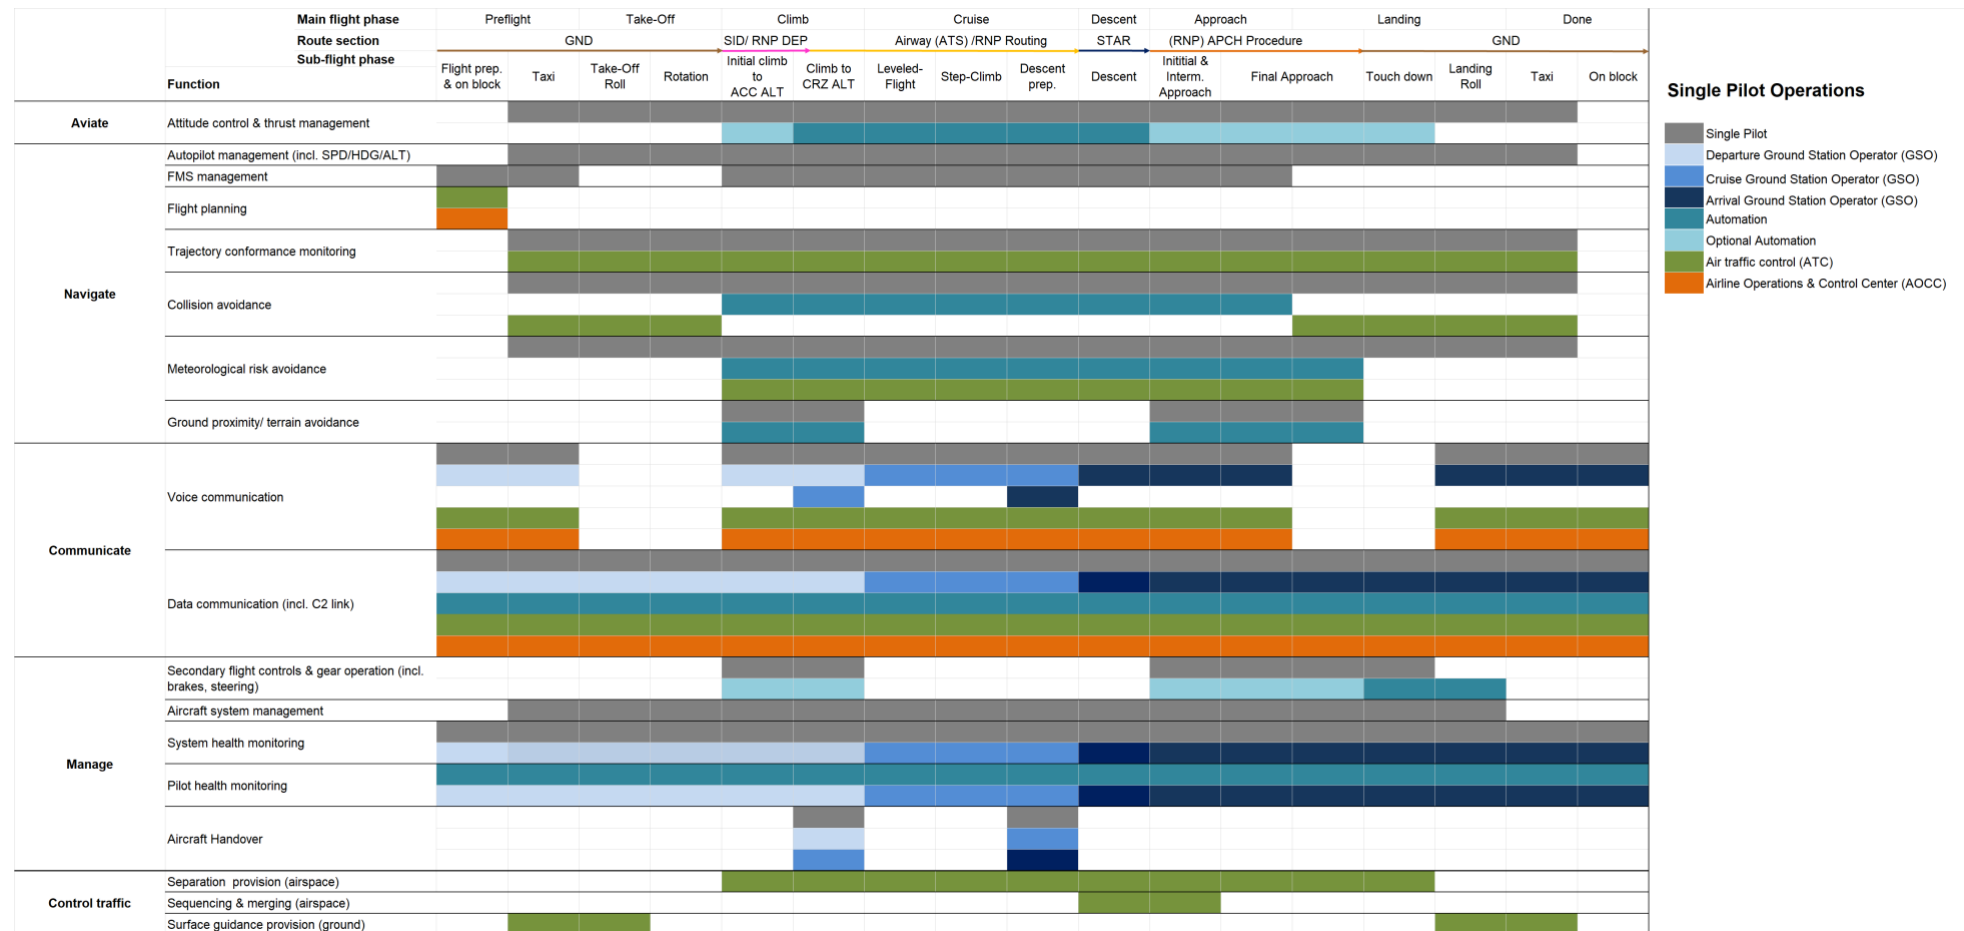 Main flight phase Preflight Take-Off Climb Cruise Descent Approach Landing Done
Route section GND SID/ RNP DEP Airway (ATS) /RNP Routing STAR (RNP) APCH Procedure GND
Sub-flight phase
Function
Flight prep.
& on block
Taxi
Take-Off
Roll
Rotation
Initial climb
to
ACC ALT
Climb to
CRZ ALT
Leveled-
Flight
Step-Climb
Descent
prep.
Descent
Inititial &
Interm.
Approach
Final Approach
Touch down
Landing
Roll
Taxi
On block
Aviate
Attitude control & thrust management
Navigate
Autopilot management (incl. SPD/HDG/ALT)
FMS management
Flight planning
Trajectory conformance monitoring
Collision avoidance
Meteorological risk avoidance
Ground proximity/ terrain avoidance
Communicate
Voice communication
Data communication (incl. C2 link)
Manage
Secondary flight controls & gear operation (incl.
brakes, steering)
Aircraft system management
System health monitoring
Pilot health monitoring
Aircraft Handover
Control traffic
Separation provision (airspace)
Sequencing & merging (airspace)
Surface guidance provision (ground)
Single Pilot Operations
Single Pilot
Departure Ground Station Operator (GSO)
Cruise Ground Station Operator (GSO)
Arrival Ground Station Operator (GSO)
Automation
Optional Automation
Air traffic control (ATC)
Airline Operations & Control Center (AOCC)